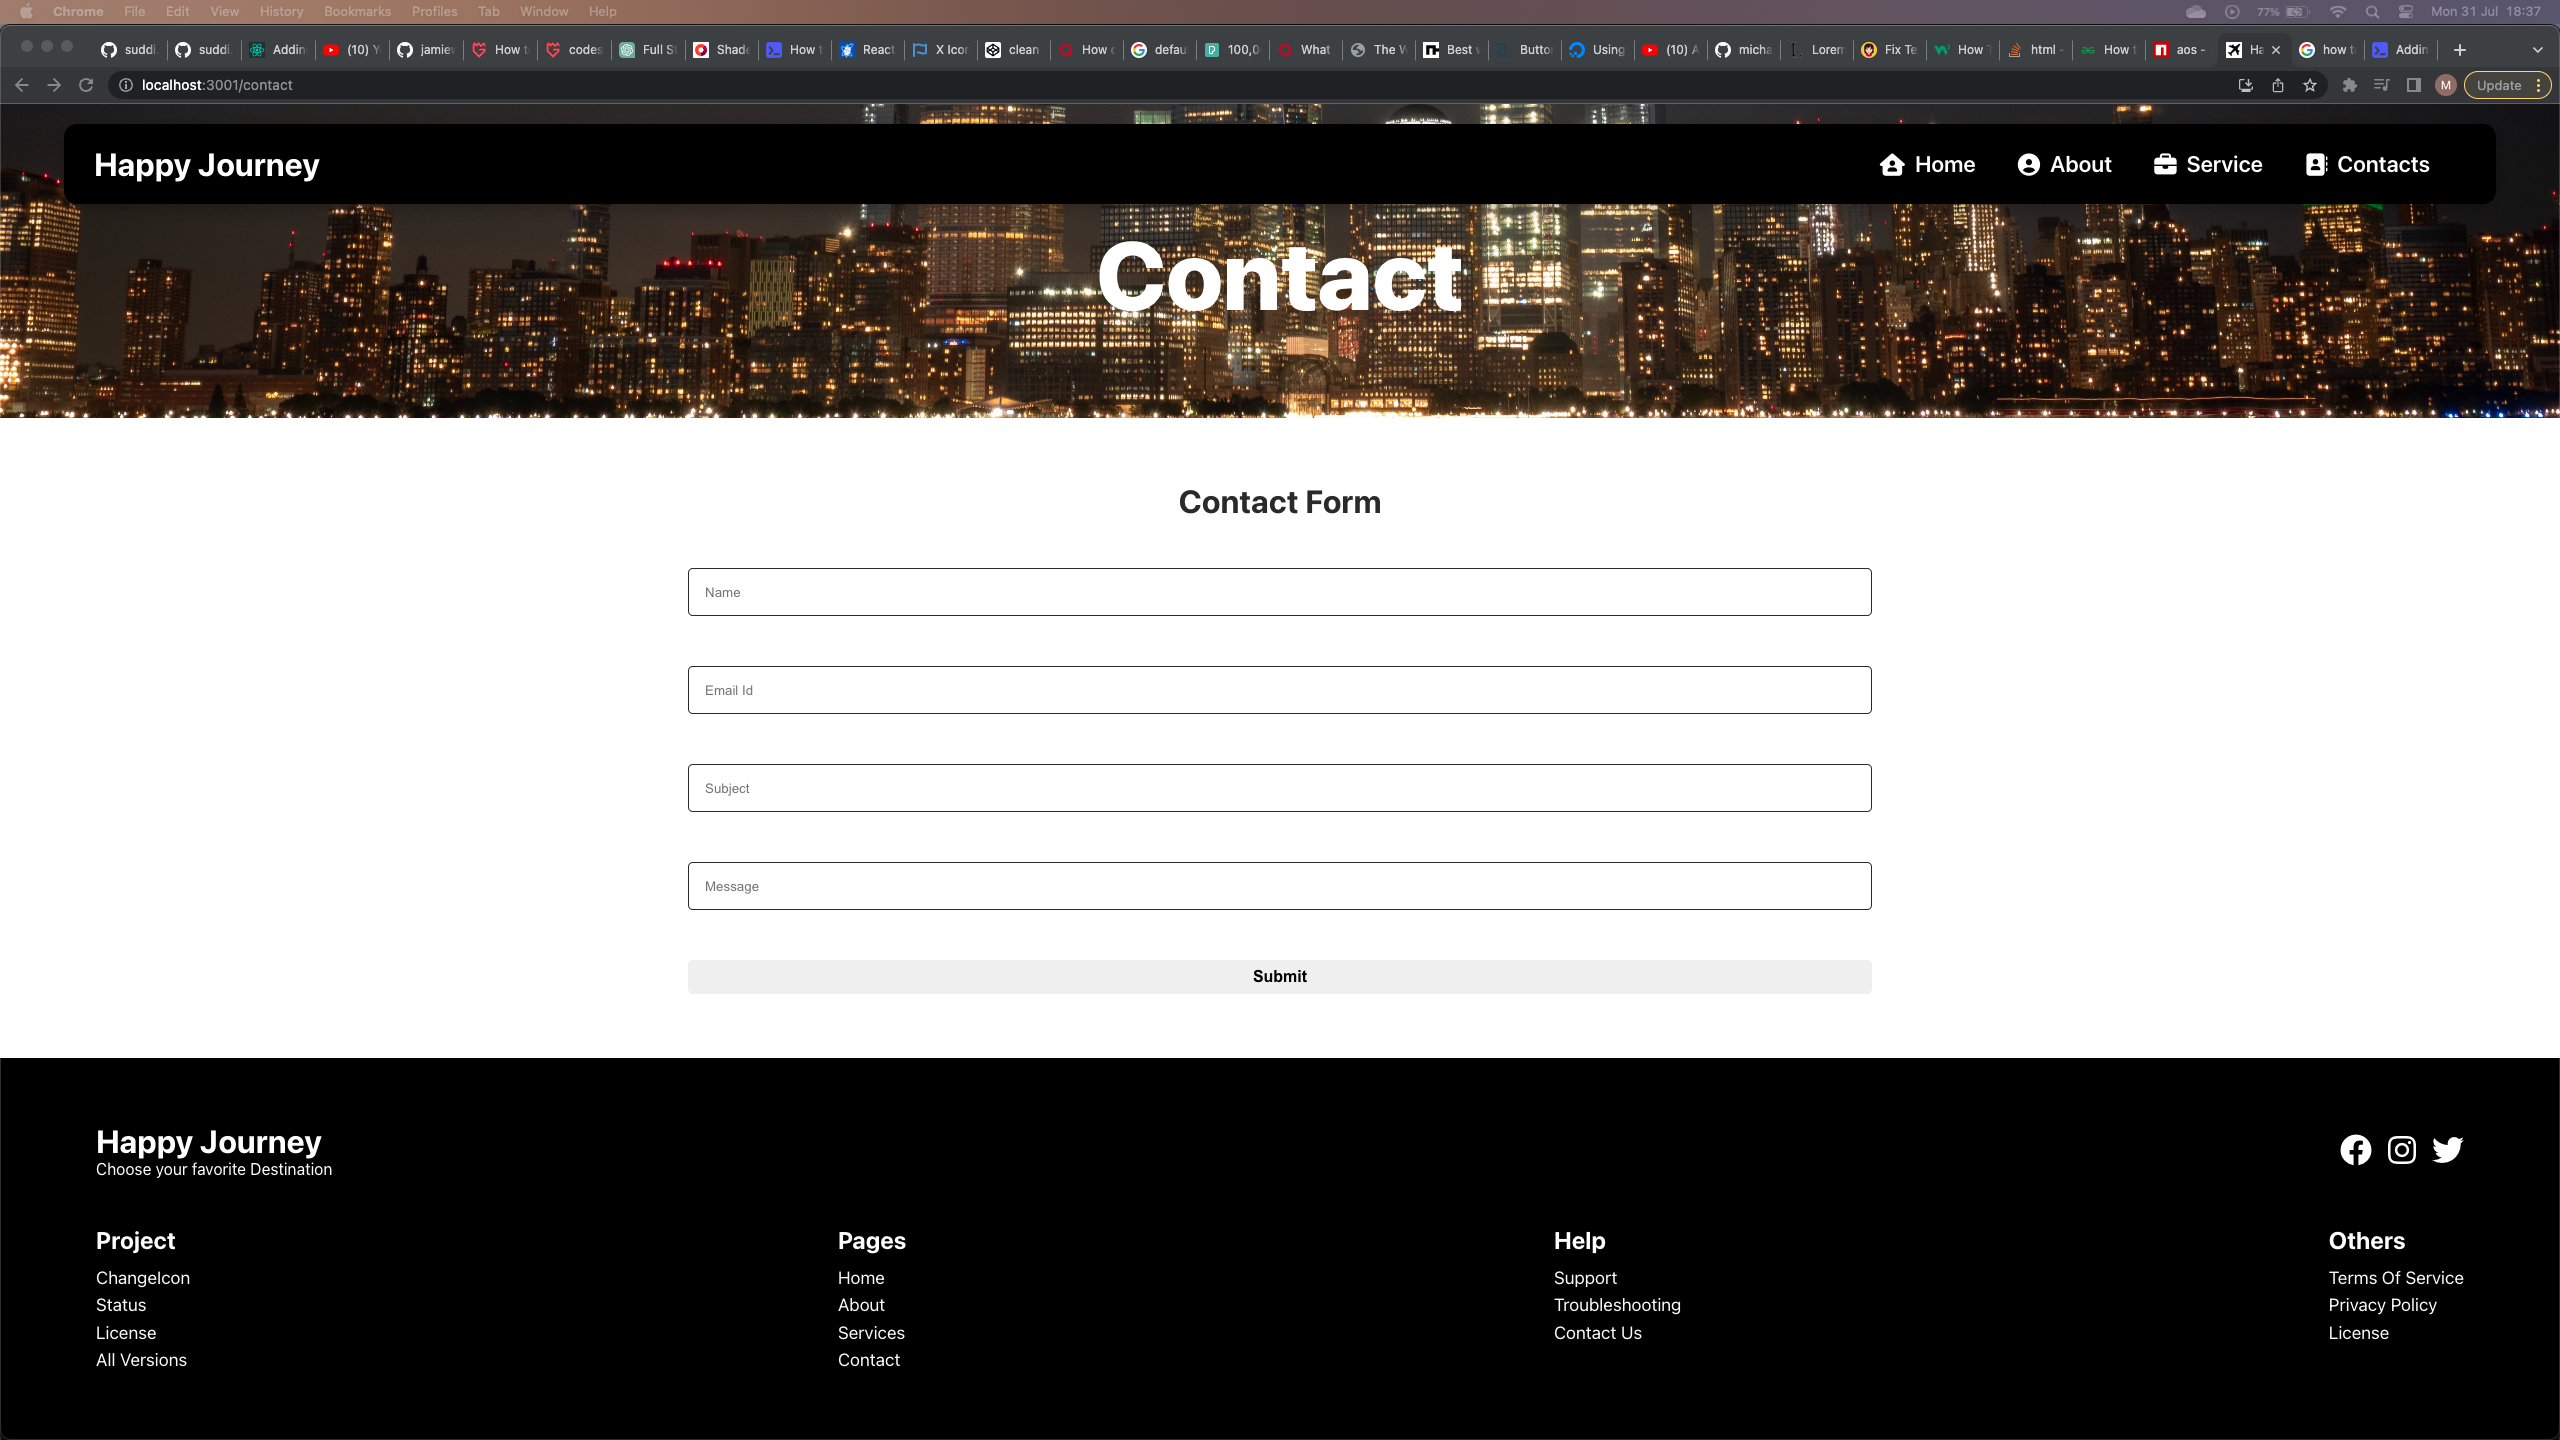 Chrome File Edit View History Bookmarks Profiles Tab Window Help 77% Mon 31 Jul 18:37
suddi. suddi. Addin (10) Y jamiev How t codes Full St Shade How t React X Icon clean How c defau 100,0 What The W Best v Butto Using (10) A micha Lorem Fix Te How T html - How t aos - Ha how t Addin
localhost:3001/contact M Update
Happy Journey Home About Service Contacts
Contact
Contact Form
Name
Email Id
Subject
Message
Submit
Happy Journey
Choose your favorite Destination
Project Pages Help Others
ChangeIcon Home Support Terms Of Service
Status About Troubleshooting Privacy Policy
License Services Contact Us License
All Versions Contact